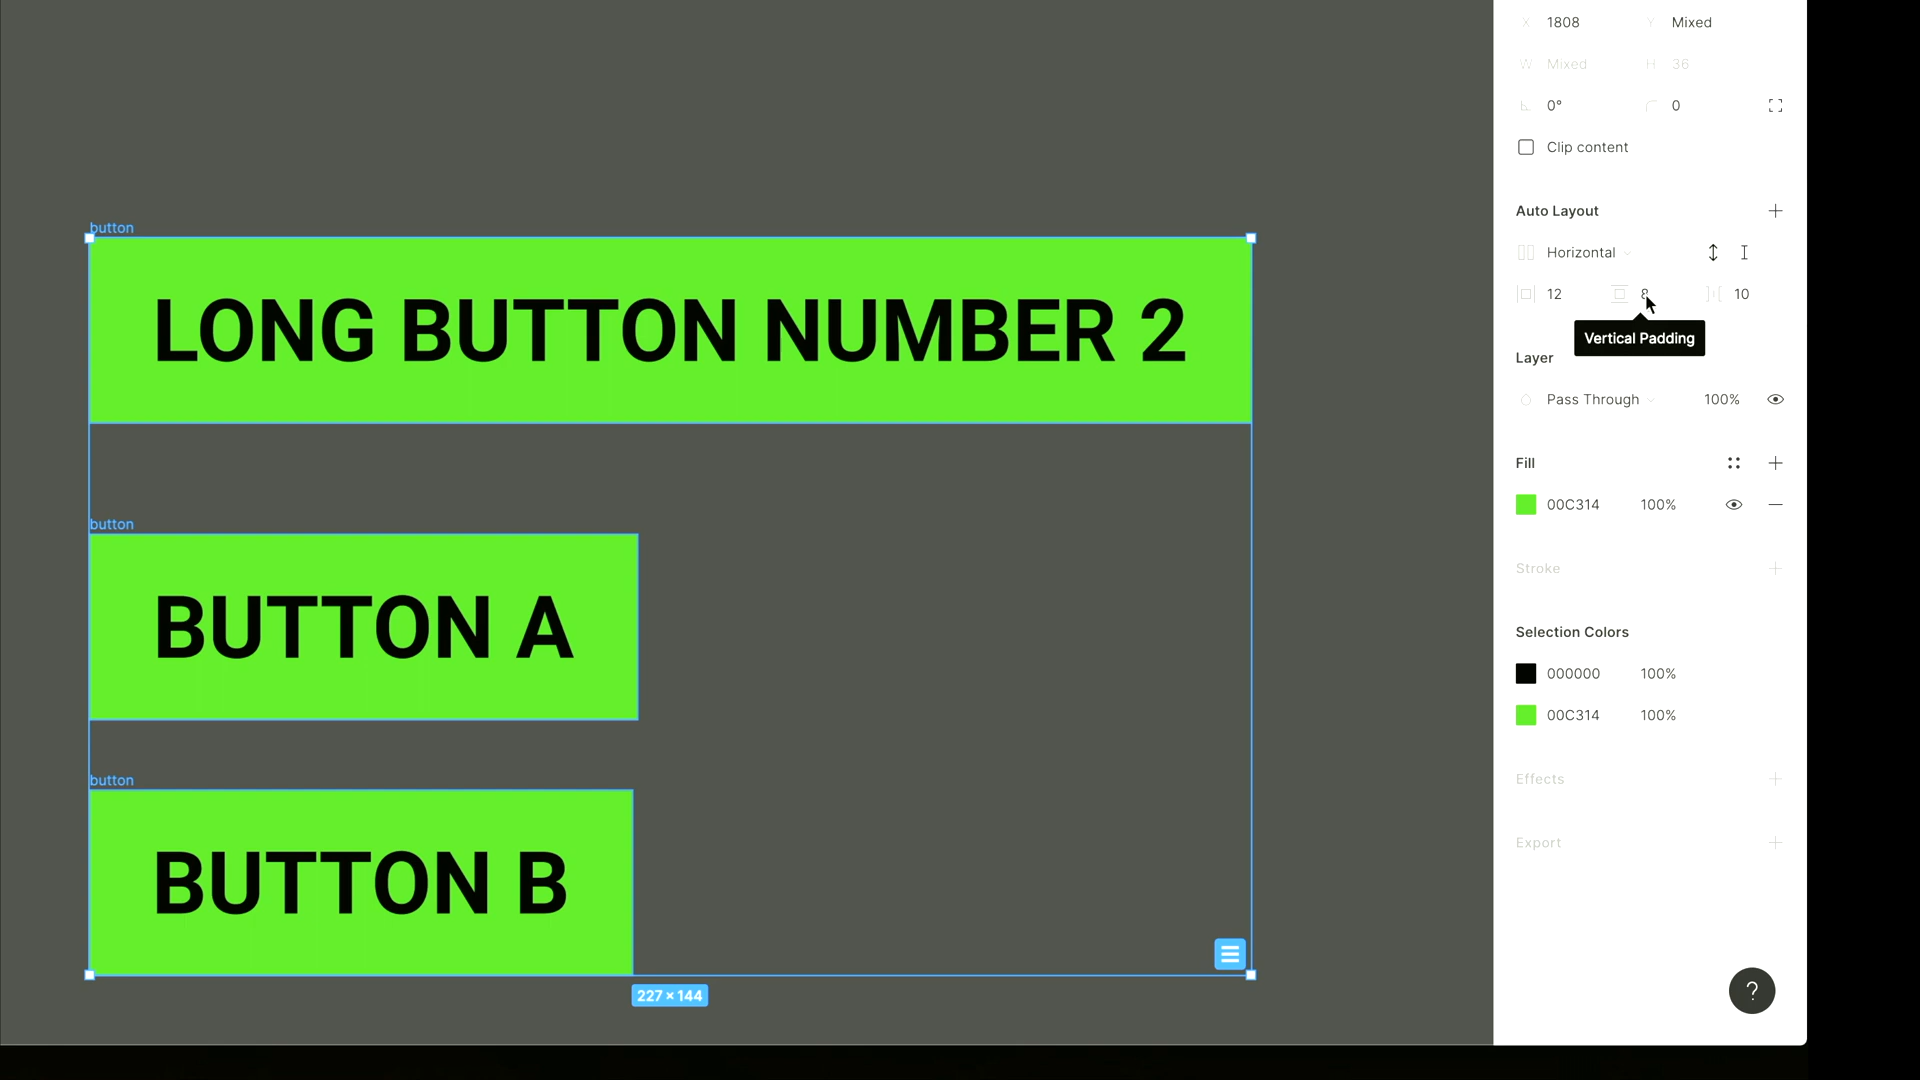 X 1808 Y Mixed
W Mixed H 36
0° 0
Clip content
Auto Layout
Horizontal
12 8 10
Vertical Padding
Layer
Pass Through 100%
Fill
00C314 100%
Stroke
Selection Colors
000000 100%
00C314 100%
Effects
Export
?
button
LONG BUTTON NUMBER 2
button
BUTTON A
button
BUTTON B
227 × 144